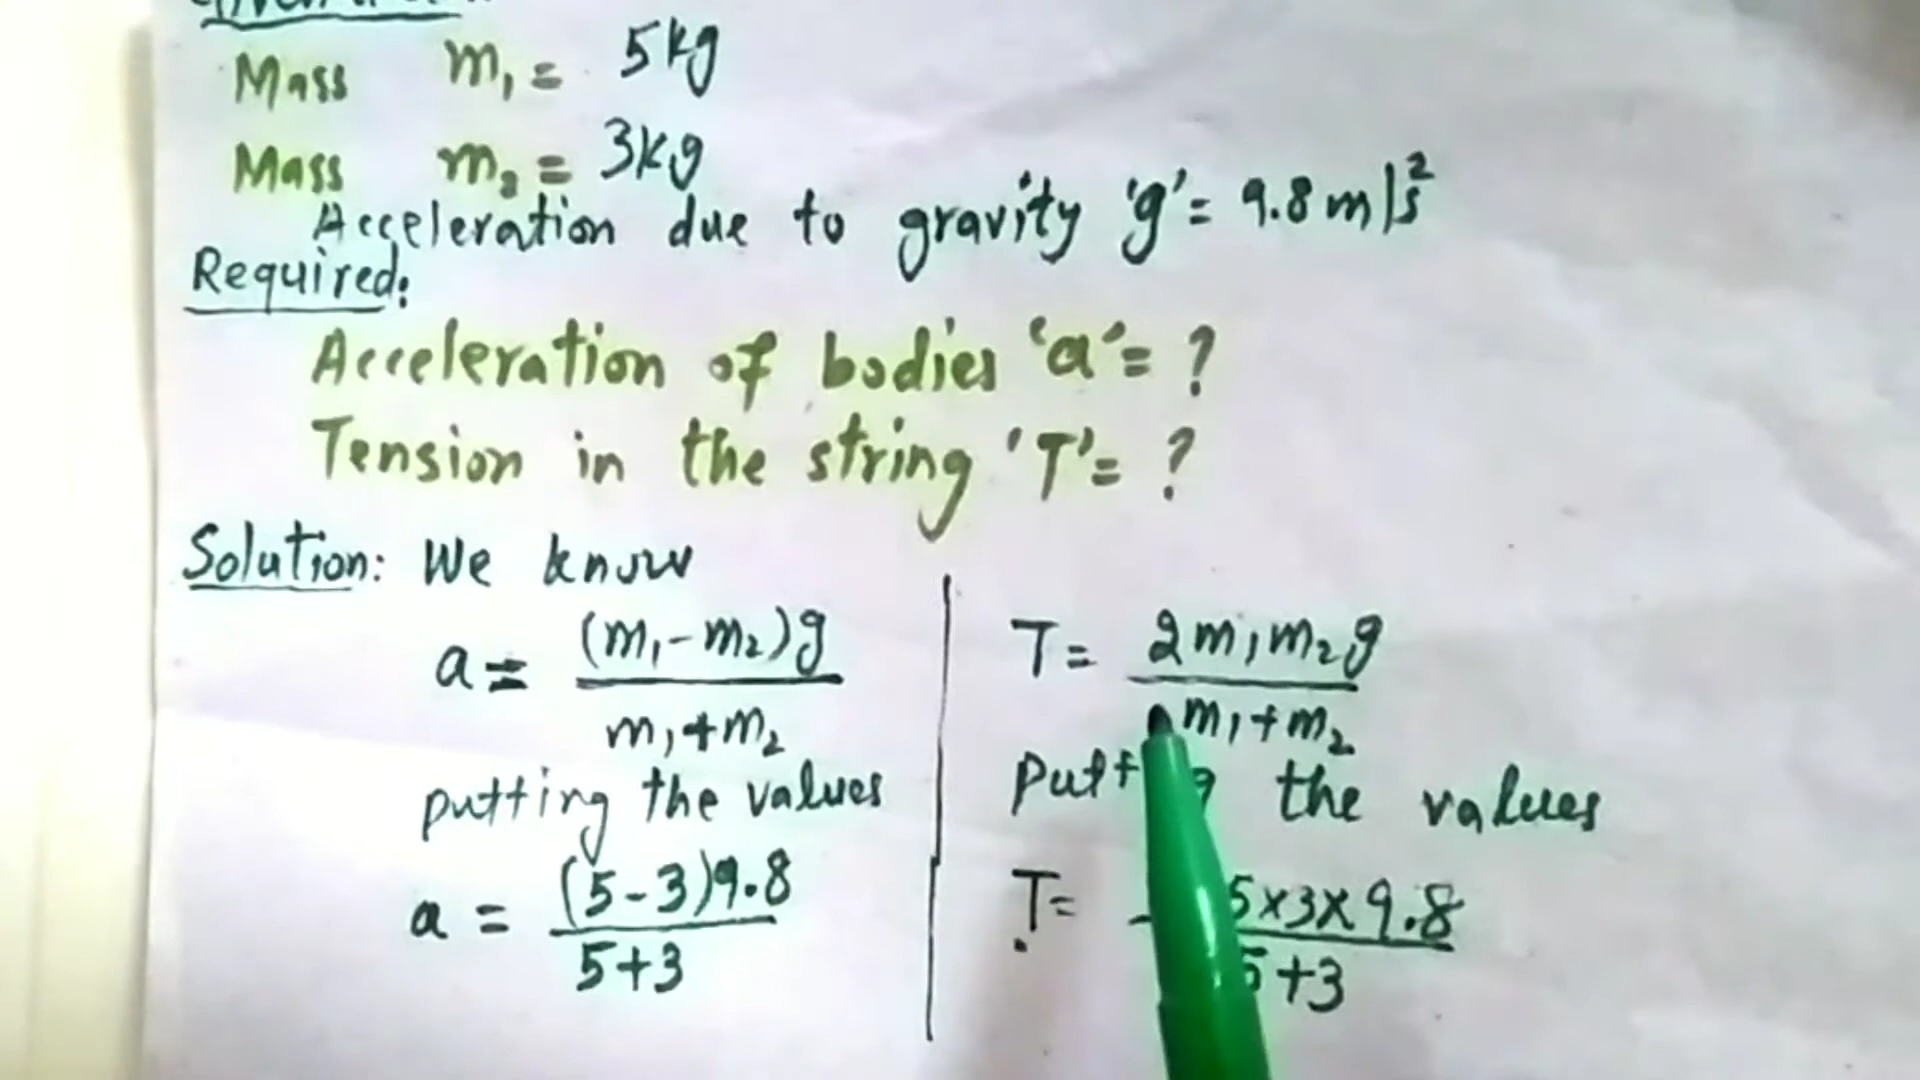 Mass m₁ = 5kg
Mass m₂ = 3kg
Acceleration due to gravity 'g' = 9.8 m/s²
Required:
Acceleration of bodies 'a' = ?
Tension in the string 'T' = ?
Solution: We know
a = (m₁ - m₂)g / m₁ + m₂
putting the values
a = (5-3)9.8 / 5+3
T = 2m₁m₂g / m₁ + m₂
the values
T = 5×3×9.8 / 5+3